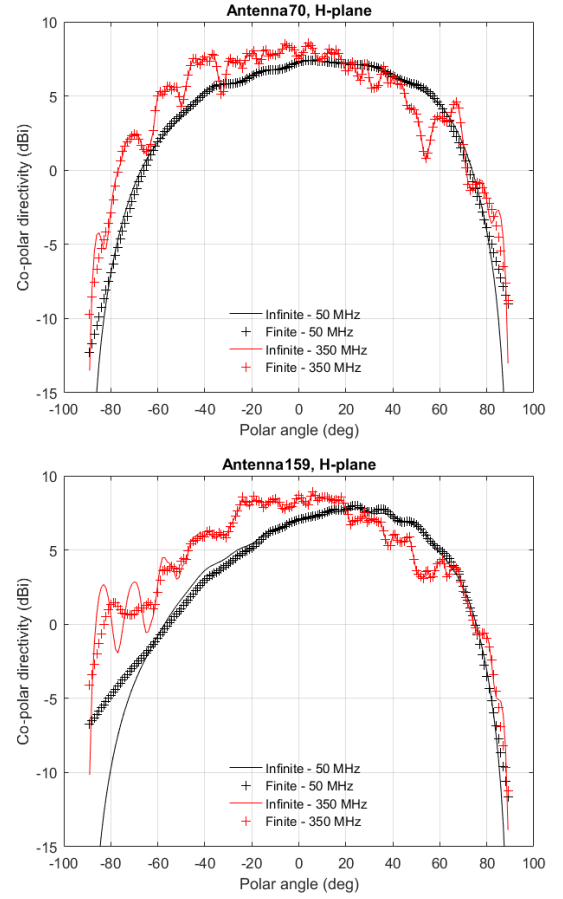 Antenna70, H-plane
10
5
0
-5
-10
-15
Co-polar directivity (dBi)
Infinite - 50 MHz
Finite - 50 MHz
Infinite - 350 MHz
Finite - 350 MHz
-100 -80 -60 -40 -20 0 20 40 60 80 100
Polar angle (deg)
Antenna159, H-plane
10
5
0
-5
-10
-15
Co-polar directivity (dBi)
Infinite - 50 MHz
Finite - 50 MHz
Infinite - 350 MHz
Finite - 350 MHz
-100 -80 -60 -40 -20 0 20 40 60 80 100
Polar angle (deg)